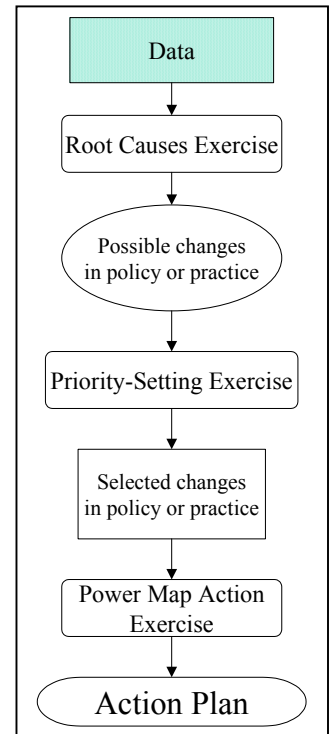 Data
Root Causes Exercise
Possible changes
in policy or practice
Priority-Setting Exercise
Selected changes
in policy or practice
Power Map Action
Exercise
Action Plan